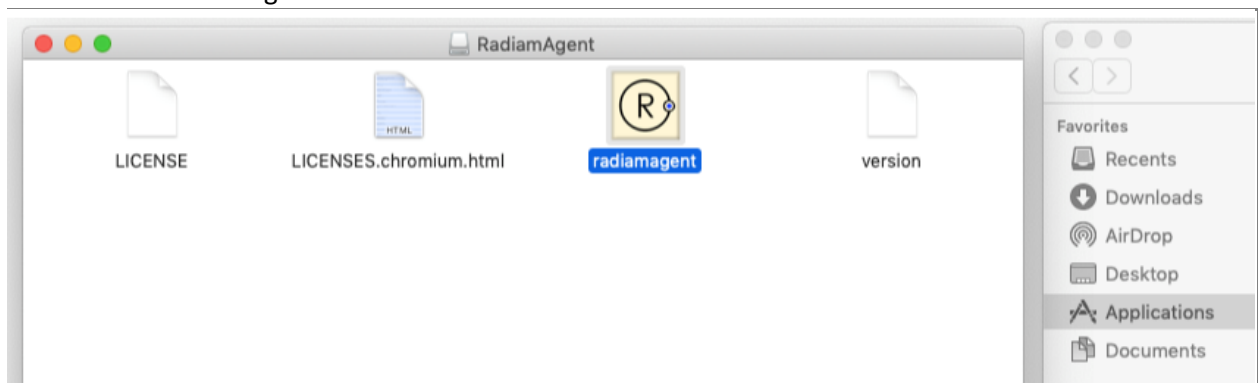 RadiamAgent
R
HTML
LICENSE
LICENSES.chromium.html
radiamagent
version
Favorites
Recents
Downloads
AirDrop
Desktop
Applications
Documents